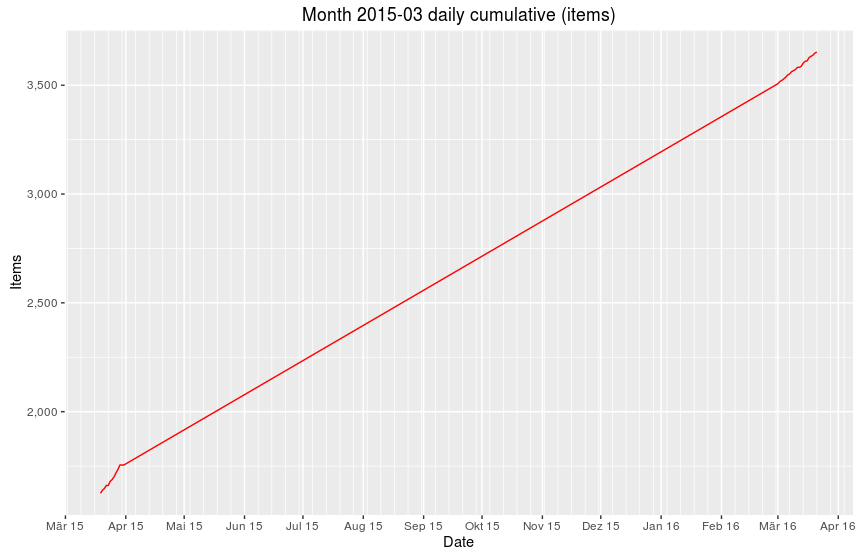 Month 2015-03 daily cumulative (items)
Items
3,500
3,000
2,500
2,000
Mär 15 Apr 15 Mai 15 Jun 15 Jul 15 Aug 15 Sep 15 Okt 15 Nov 15 Dez 15 Jan 16 Feb 16 Mär 16 Apr 16
Date